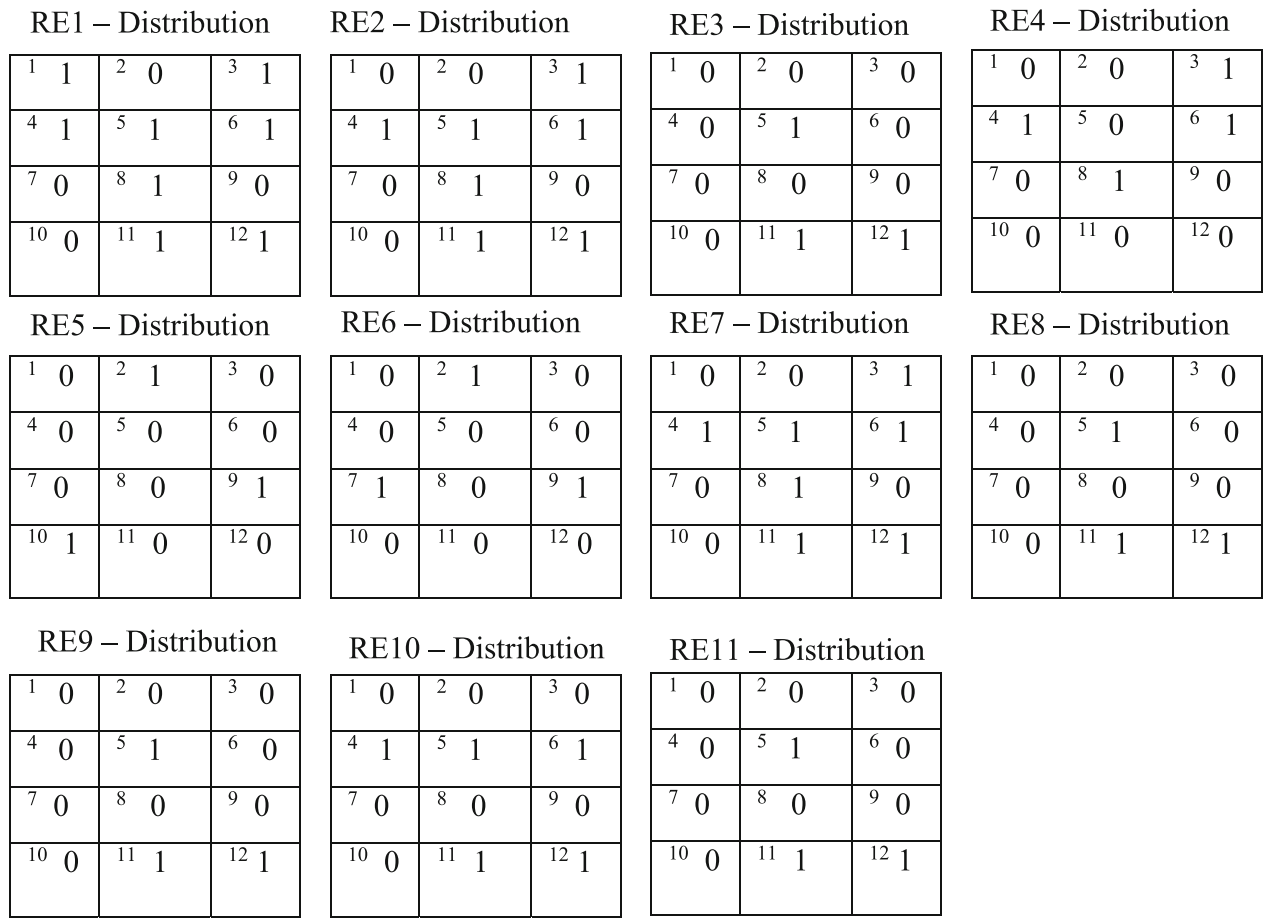 RE1 – Distribution RE2 – Distribution RE3 – Distribution RE4 – Distribution
1 1 2 0 3 1 1 0 2 0 3 1 1 0 2 0 3 0 1 0 2 0 3 1
4 1 5 1 6 1 4 1 5 1 6 1 4 0 5 1 6 0 4 1 5 0 6 1
7 0 8 1 9 0 7 0 8 1 9 0 7 0 8 0 9 0 7 0 8 1 9 0
10 0 11 1 12 1 10 0 11 1 12 1 10 0 11 1 12 1 10 0 11 0 12 0
RE5 – Distribution RE6 – Distribution RE7 – Distribution RE8 – Distribution
1 0 2 1 3 0 1 0 2 1 3 0 1 0 2 0 3 1 1 0 2 0 3 0
4 0 5 0 6 0 4 0 5 0 6 0 4 1 5 1 6 1 4 0 5 1 6 0
7 0 8 0 9 1 7 1 8 0 9 1 7 0 8 1 9 0 7 0 8 0 9 0
10 1 11 0 12 0 10 0 11 0 12 0 10 0 11 1 12 1 10 0 11 1 12 1
RE9 – Distribution RE10 – Distribution RE11 – Distribution
1 0 2 0 3 0 1 0 2 0 3 0 1 0 2 0 3 0
4 0 5 1 6 0 4 1 5 1 6 1 4 0 5 1 6 0
7 0 8 0 9 0 7 0 8 0 9 0 7 0 8 0 9 0
10 0 11 1 12 1 10 0 11 1 12 1 10 0 11 1 12 1